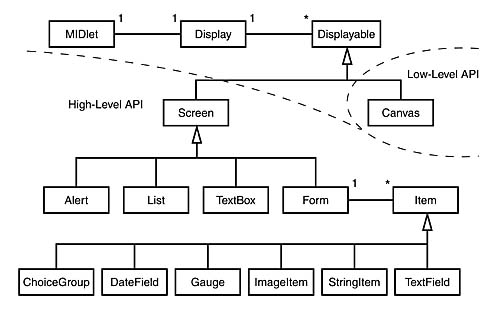 1 1 1 *
MIDlet Display Displayable
Low-Level API
High-Level API
Screen Canvas
1 *
Alert List TextBox Form Item
ChoiceGroup DateField Gauge ImageItem StringItem TextField